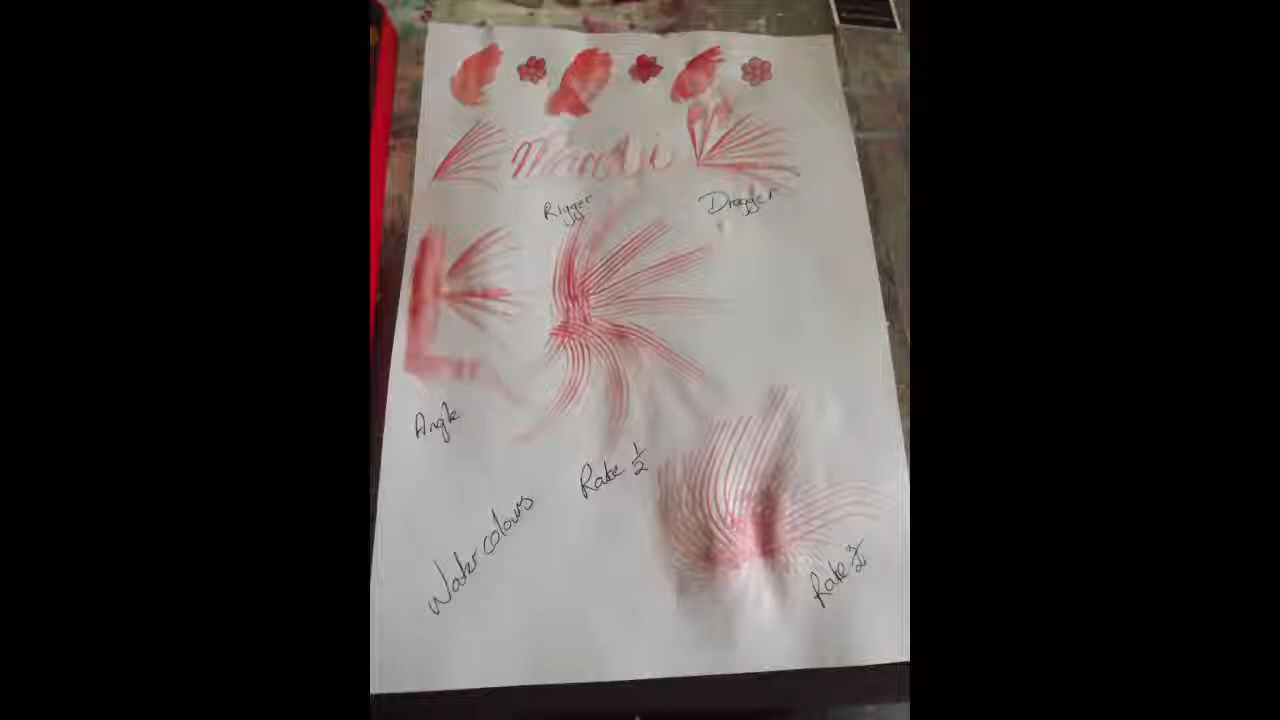 Rigger
Dragger
Angle
Rake 1/2
Watercolours
Rake 3/4